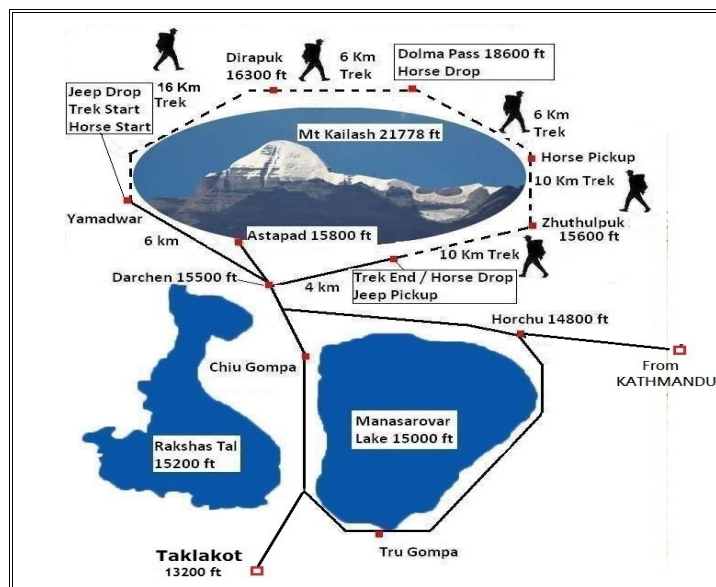 Dirapuk
16300 ft
6 Km
Trek
Dolma Pass 18600 ft
Horse Drop
16 Km
Trek
Jeep Drop
Trek Start
Horse Start
Mt Kailash 21778 ft
6 Km
Trek
Horse Pickup
10 Km Trek
Yamadwar
Zhuthulpuk
15600 ft
Astapad 15800 ft
6 km
10 Km Trek
Darchen 15500 ft
4 km
Trek End / Horse Drop
Jeep Pickup
Horchu 14800 ft
Chiu Gompa
From
KATHMANDU
Manasarovar
Lake 15000 ft
Rakshas Tal
15200 ft
Taklakot
13200 ft
Tru Gompa